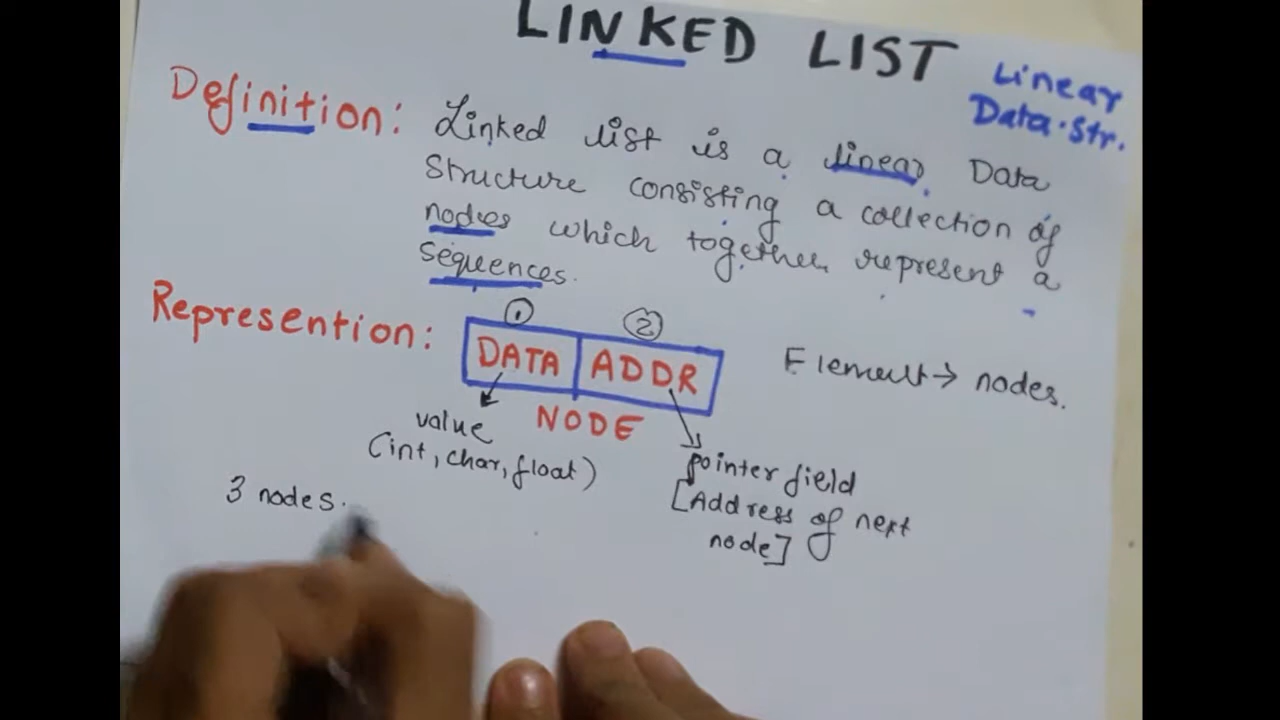 LINKED LIST
Linear
Data.Str.
Definition: Linked list is a linear Data
structure consisting a collection of
nodes which together represent a
sequences.
Represention:
① ②
DATA ADDR
NODE
Element → nodes.
value
(int, char, float)
pointer field
[Address of next
node]
3 nodes.